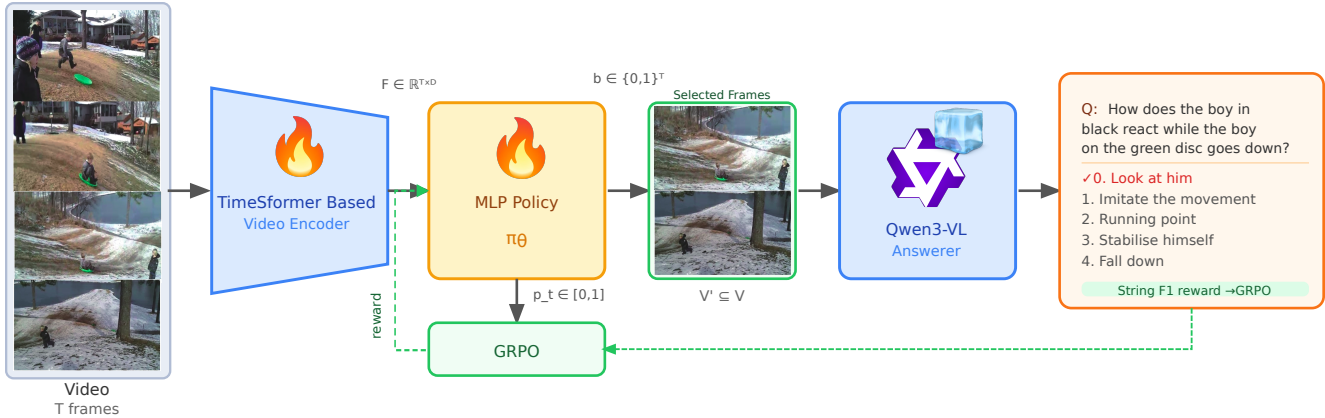 Video
T frames
TimeSformer Based
Video Encoder
F ∈ ℝᵀˣᴰ
MLP Policy
πθ
b ∈ {0,1}ᵀ
p_t ∈ [0,1]
GRPO
reward
Selected Frames
V' ⊆ V
Qwen3-VL
Answerer
Q: How does the boy in
black react while the boy
on the green disc goes down?
✓0. Look at him
1. Imitate the movement
2. Running point
3. Stabilise himself
4. Fall down
String F1 reward →GRPO